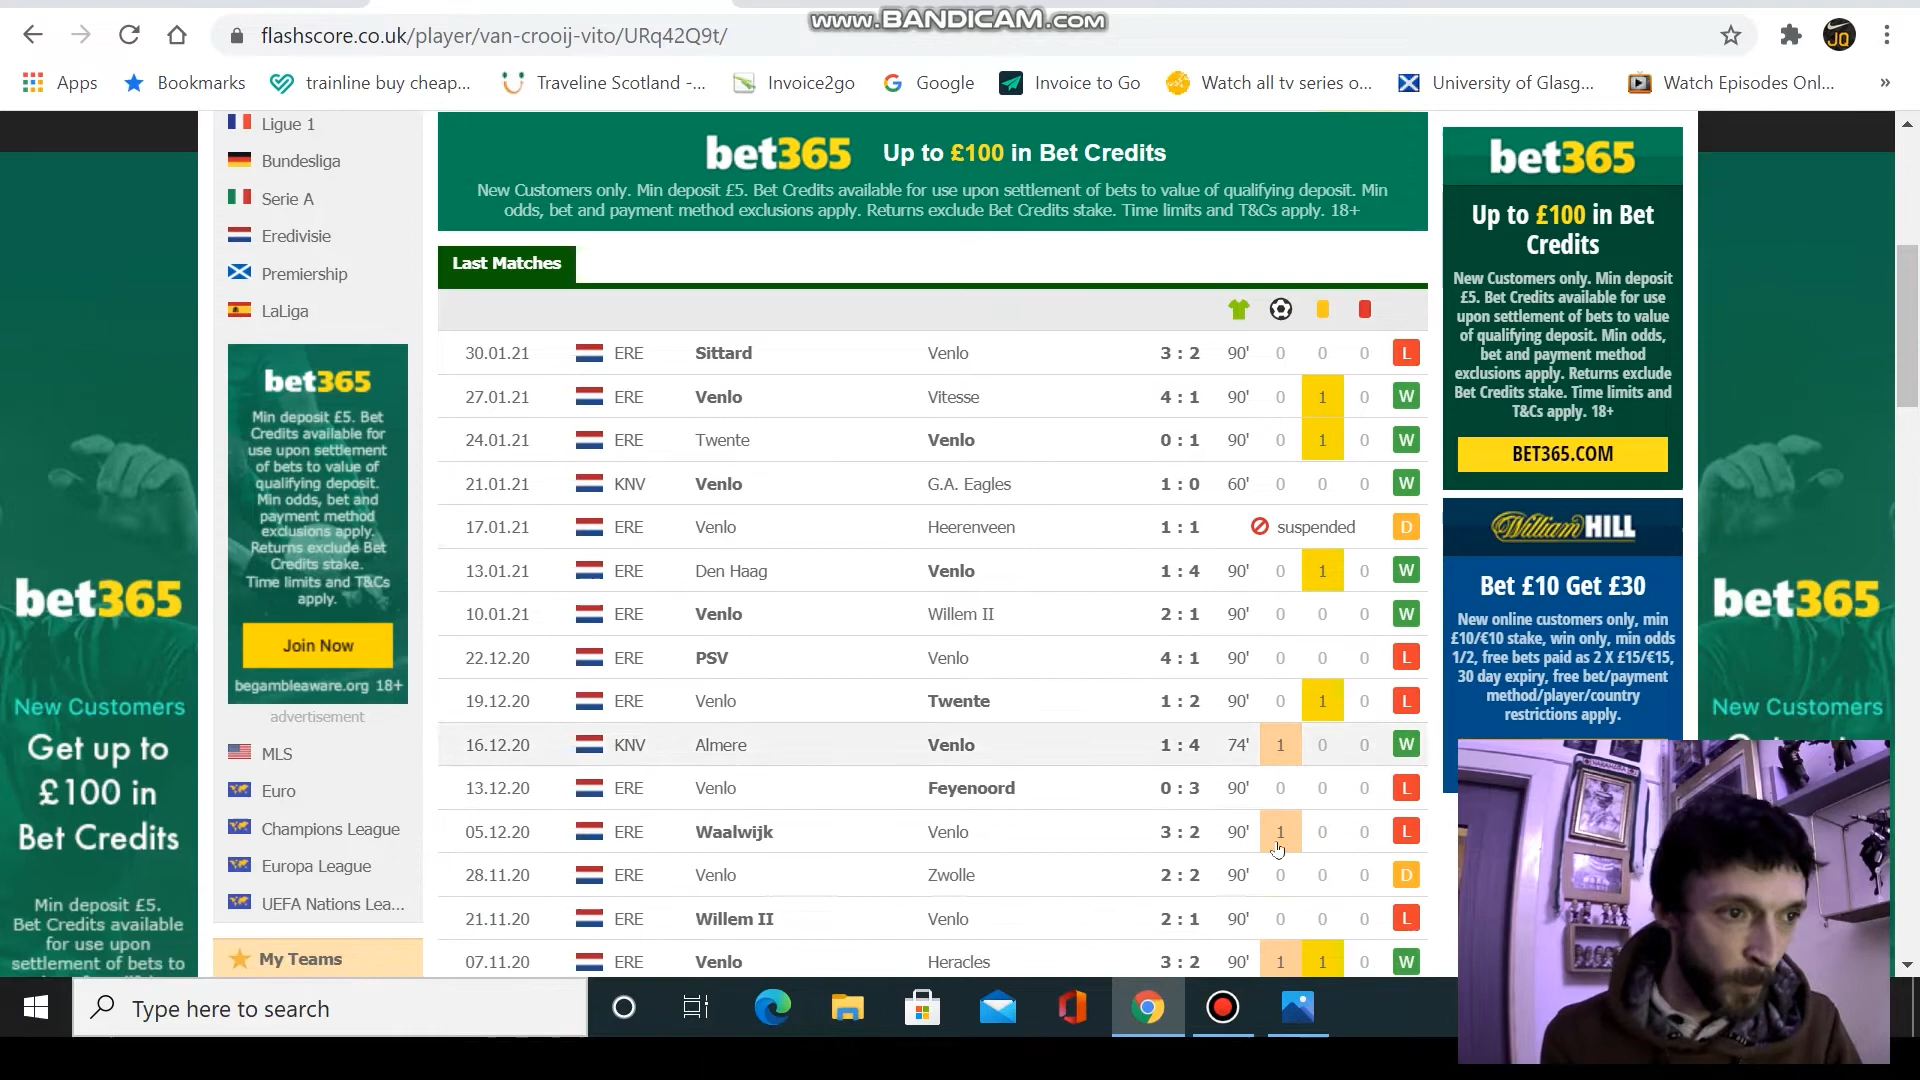 www.BANDICAM.com
flashscore.co.uk/player/van-crooij-vito/URq42Q9t/
JQ
Apps Bookmarks trainline buy cheap... Traveline Scotland -... Invoice2go Google Invoice to Go Watch all tv series o... University of Glasg... Watch Episodes Onl... »
Ligue 1
Bundesliga
Serie A
Eredivisie
Premiership
LaLiga
bet365
Min deposit £5. Bet
Credits available for
use upon settlement
of bets to value of
qualifying deposit.
Min odds, bet and
payment method
exclusions apply.
Returns exclude Bet
Credits stake.
Time limits and T&Cs
apply.
Join Now
begambleaware.org 18+
advertisement
MLS
Euro
Champions League
Europa League
UEFA Nations Lea...
My Teams
bet365 Up to £100 in Bet Credits
New Customers only. Min deposit £5. Bet Credits available for use upon settlement of bets to value of qualifying deposit. Min
odds, bet and payment method exclusions apply. Returns exclude Bet Credits stake. Time limits and T&Cs apply. 18+
Last Matches
30.01.21 ERE Sittard Venlo 3 : 2 90' 0 0 0 L
27.01.21 ERE Venlo Vitesse 4 : 1 90' 0 1 0 W
24.01.21 ERE Twente Venlo 0 : 1 90' 0 1 0 W
21.01.21 KNV Venlo G.A. Eagles 1 : 0 60' 0 0 0 W
17.01.21 ERE Venlo Heerenveen 1 : 1 suspended D
13.01.21 ERE Den Haag Venlo 1 : 4 90' 0 1 0 W
10.01.21 ERE Venlo Willem II 2 : 1 90' 0 0 0 W
22.12.20 ERE PSV Venlo 4 : 1 90' 0 0 0 L
19.12.20 ERE Venlo Twente 1 : 2 90' 0 1 0 L
16.12.20 KNV Almere Venlo 1 : 4 74' 1 0 0 W
13.12.20 ERE Venlo Feyenoord 0 : 3 90' 0 0 0 L
05.12.20 ERE Waalwijk Venlo 3 : 2 90' 1 0 0 L
28.11.20 ERE Venlo Zwolle 2 : 2 90' 0 0 0 D
21.11.20 ERE Willem II Venlo 2 : 1 90' 0 0 0 L
07.11.20 ERE Venlo Heracles 3 : 2 90' 1 1 0 W
bet365
Up to £100 in Bet
Credits
New Customers only. Min deposit
£5. Bet Credits available for use
upon settlement of bets to value
of qualifying deposit. Min odds,
bet and payment method
exclusions apply. Returns exclude
Bet Credits stake. Time limits and
T&Cs apply. 18+
BET365.COM
William HILL
Bet £10 Get £30
New online customers only, min
£10/€10 stake, win only, min odds
1/2, free bets paid as 2 X £15/€15,
30 day expiry, free bet/payment
method/player/country
restrictions apply.
bet365
New Customers
Get up to
£100 in
Bet Credits
Min deposit £5.
Bet Credits available
for use upon
settlement of bets to
bet365
New Customers
Type here to search